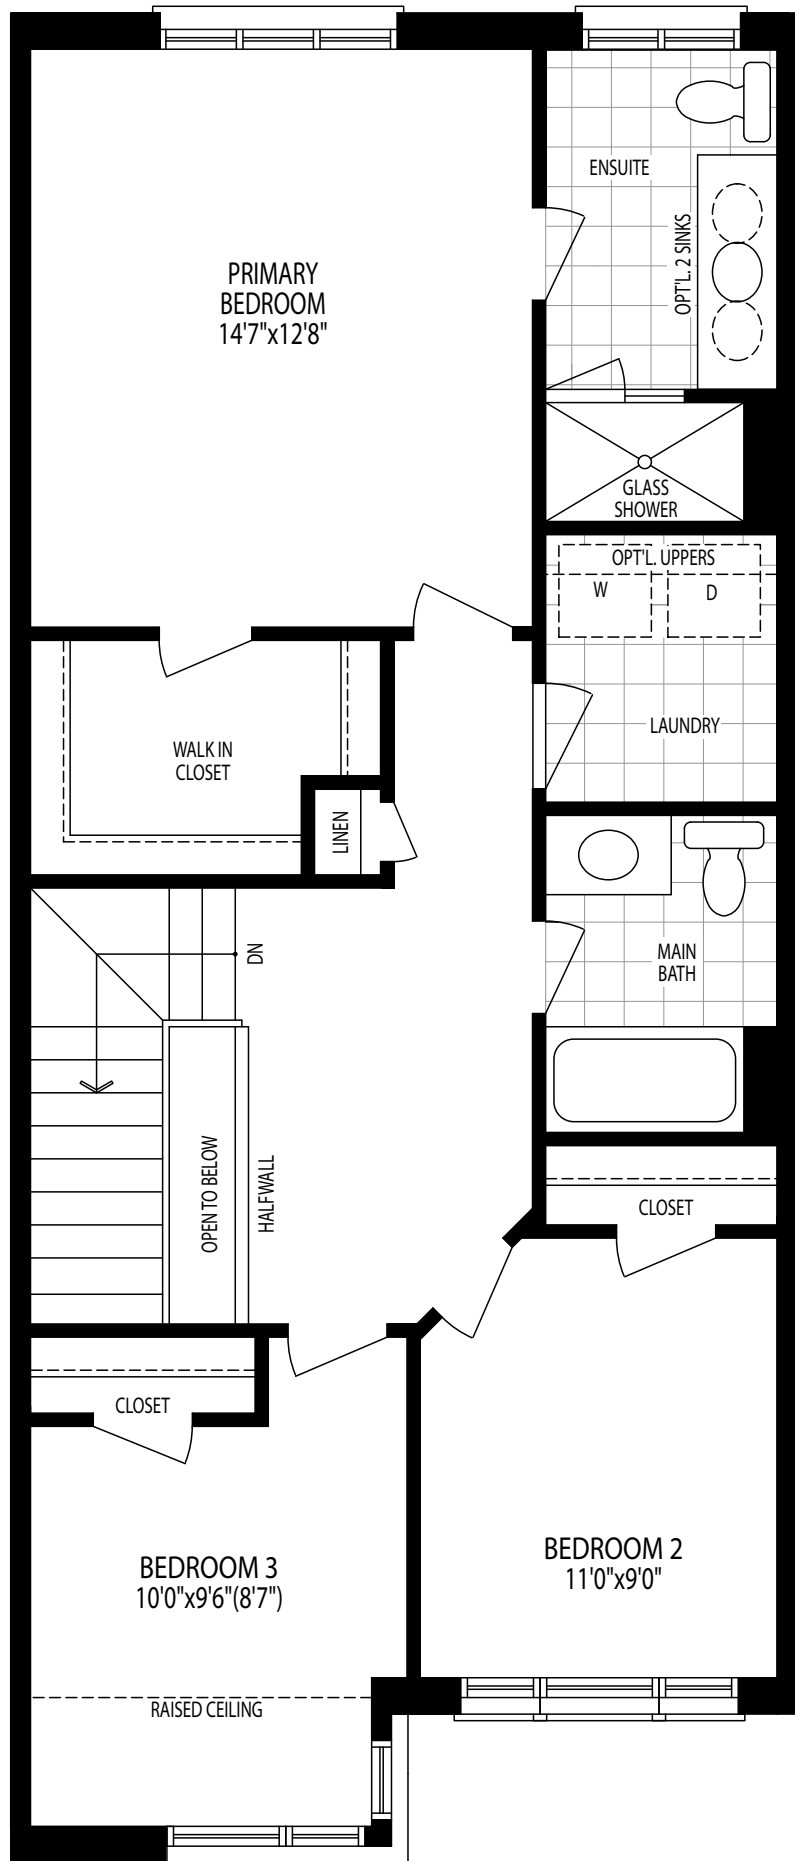 ENSUITE
OPT'L. 2 SINKS
PRIMARY
BEDROOM
14'7"x12'8"
GLASS
SHOWER
OPT'L. UPPERS
W
D
LAUNDRY
WALK IN
CLOSET
LINEN
MAIN
BATH
DN
OPEN TO BELOW
HALFWALL
CLOSET
CLOSET
BEDROOM 2
11'0"x9'0"
BEDROOM 3
10'0"x9'6"(8'7")
RAISED CEILING